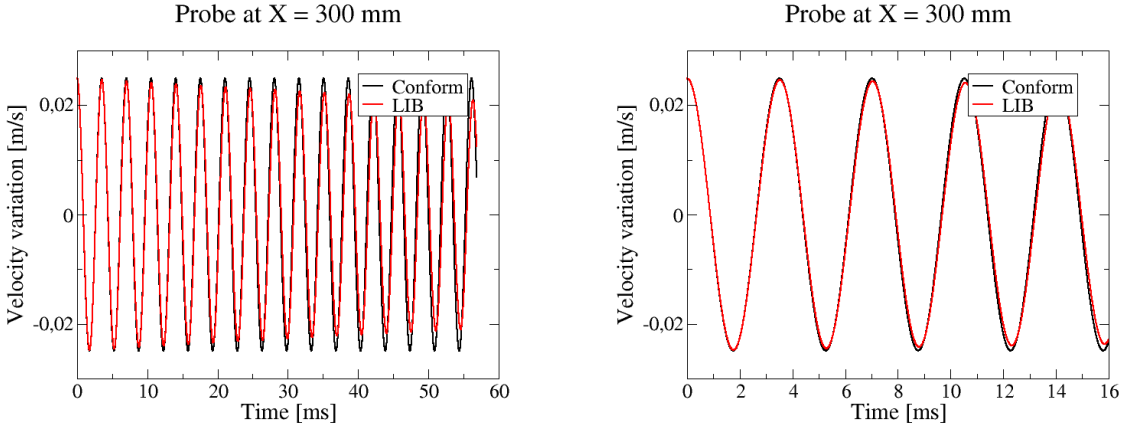 Probe at X = 300 mm
Velocity variation [m/s]
0,02
0
-0.02
Conform
LIB
0 10 20 30 40 50 60
Time [ms]
Probe at X = 300 mm
Velocity variation [m/s]
0,02
0
-0.02
Conform
LIB
0 2 4 6 8 10 12 14 16
Time [ms]